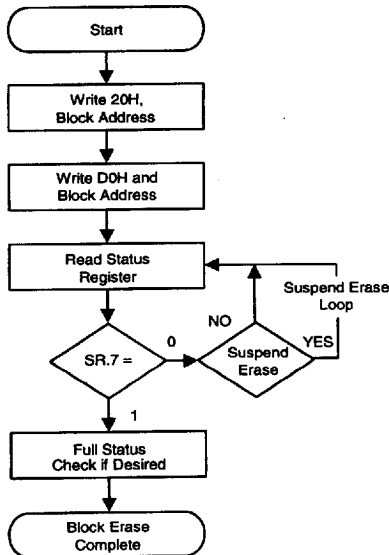 Start
Write 20H,
Block Address
Write D0H and
Block Address
Read Status
Register
Suspend Erase
Loop
NO
YES
0
SR.7 =
Suspend
Erase
1
Full Status
Check if Desired
Block Erase
Complete